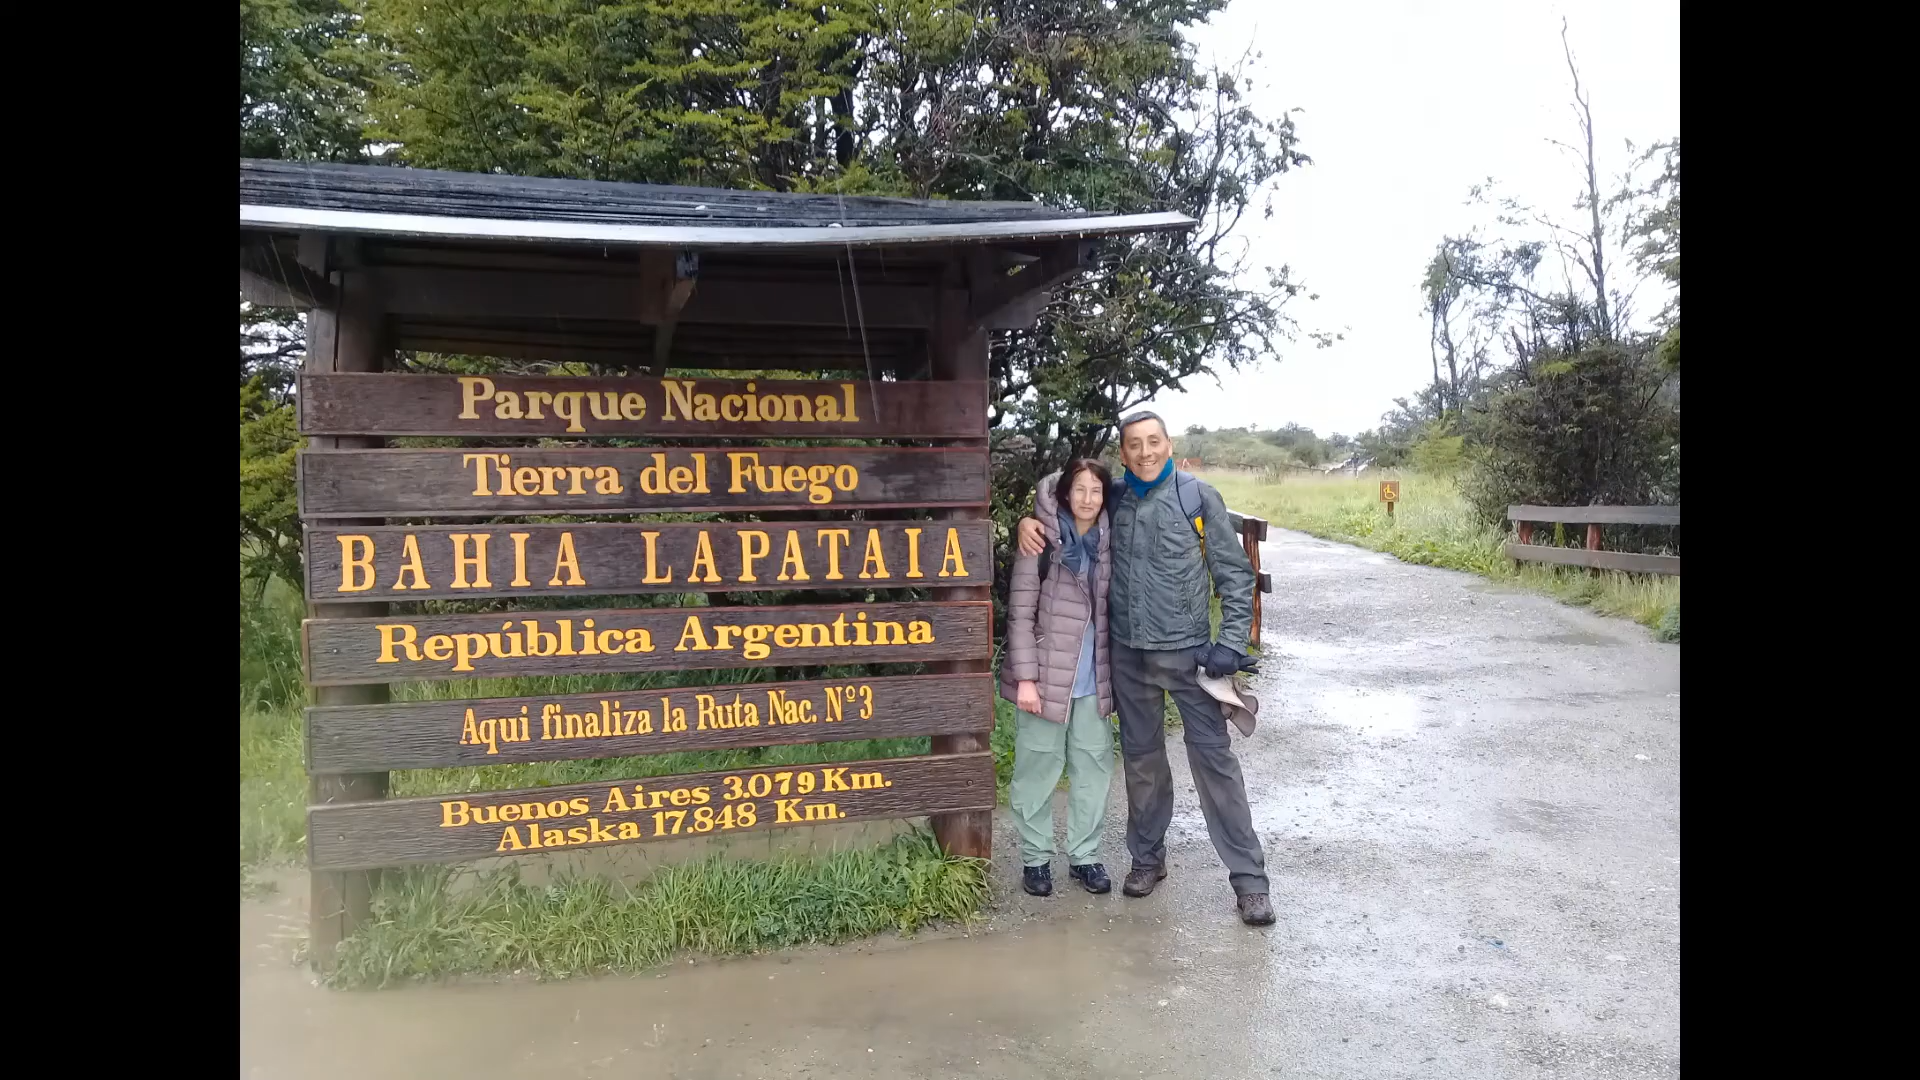 Parque Nacional
Tierra del Fuego
BAHIA LAPATAIA
República Argentina
Aqui finaliza la Ruta Nac. Nº3
Buenos Aires 3.079 Km.
Alaska 17.848 Km.